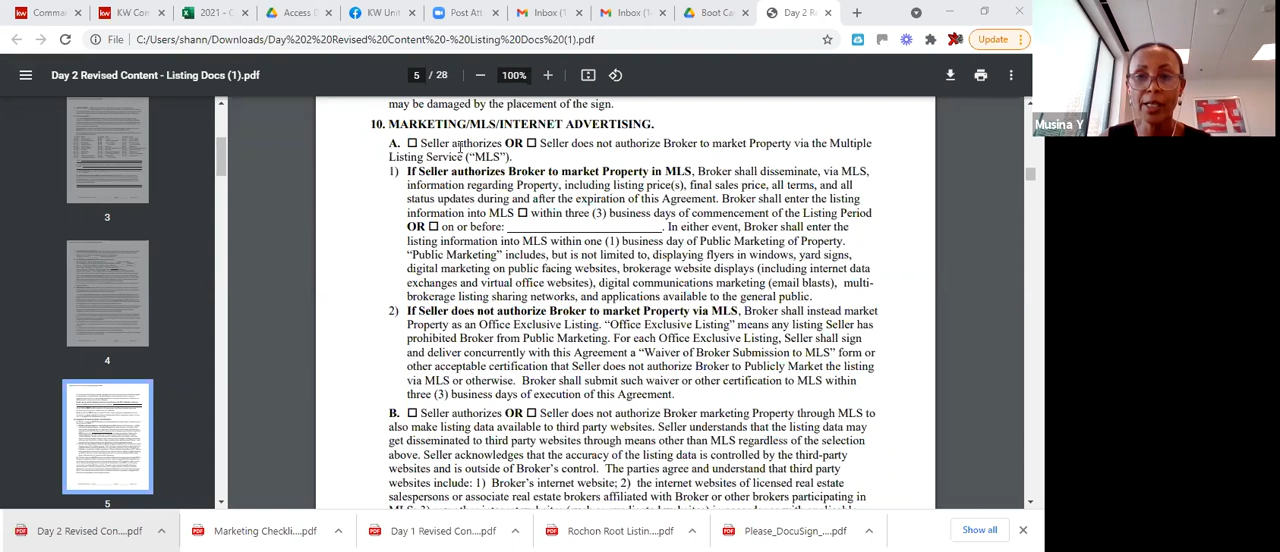 Comman
KW Con
2021 - C
Access D
KW Unit
Post Att
Inbox (1
Inbox (1
Boot Ca
Day 2 Re
File
C:/Users/shann/Downloads/Day%202%20Revised%20Content%20-%20Listing%20Docs%20(1).pdf
Update
Day 2 Revised Content - Listing Docs (1).pdf
5 / 28
100%
Musina Y
3
4
5
may be damaged by the placement of the sign.
10. MARKETING/MLS/INTERNET ADVERTISING.
A. ☐ Seller authorizes OR ☐ Seller does not authorize Broker to market Property via the Multiple
Listing Service (“MLS”).
1) If Seller authorizes Broker to market Property in MLS, Broker shall disseminate, via MLS,
information regarding Property, including listing price(s), final sales price, all terms, and all
status updates during and after the expiration of this Agreement. Broker shall enter the listing
information into MLS ☐ within three (3) business days of commencement of the Listing Period
OR ☐ on or before: ______________________. In either event, Broker shall enter the
listing information into MLS within one (1) business day of Public Marketing of Property.
“Public Marketing” includes, but is not limited to, displaying flyers in windows, yard signs,
digital marketing on public facing websites, brokerage website displays (including internet data
exchanges and virtual office websites), digital communications marketing (email blasts), multi-
brokerage listing sharing networks, and applications available to the general public.
2) If Seller does not authorize Broker to market Property via MLS, Broker shall instead market
Property as an Office Exclusive Listing. “Office Exclusive Listing” means any listing Seller has
prohibited Broker from Public Marketing. For each Office Exclusive Listing, Seller shall sign
and deliver concurrently with this Agreement a “Waiver of Broker Submission to MLS” form or
other acceptable certification that Seller does not authorize Broker to Publicly Market the listing
via MLS or otherwise. Broker shall submit such waiver or other certification to MLS within
three (3) business days of execution of this Agreement.
B. ☐ Seller authorizes OR ☐ Seller does not authorize Broker marketing Property through MLS to
also make listing data available to third party websites. Seller understands that the listing data may
get disseminated to third party websites through means other than MLS regardless of the selection
above. Seller acknowledges that the accuracy of the listing data is controlled by the third-party
websites and is outside of Broker’s control. The parties agree and understand that third party
websites include: 1) Broker’s internet website; 2) the internet websites of licensed real estate
salespersons or associate real estate brokers affiliated with Broker or other brokers participating in
Day 2 Revised Con....pdf
Marketing Checkli....pdf
Day 1 Revised Con....pdf
Rochon Root Listin....pdf
Please_DocuSign_....pdf
Show all